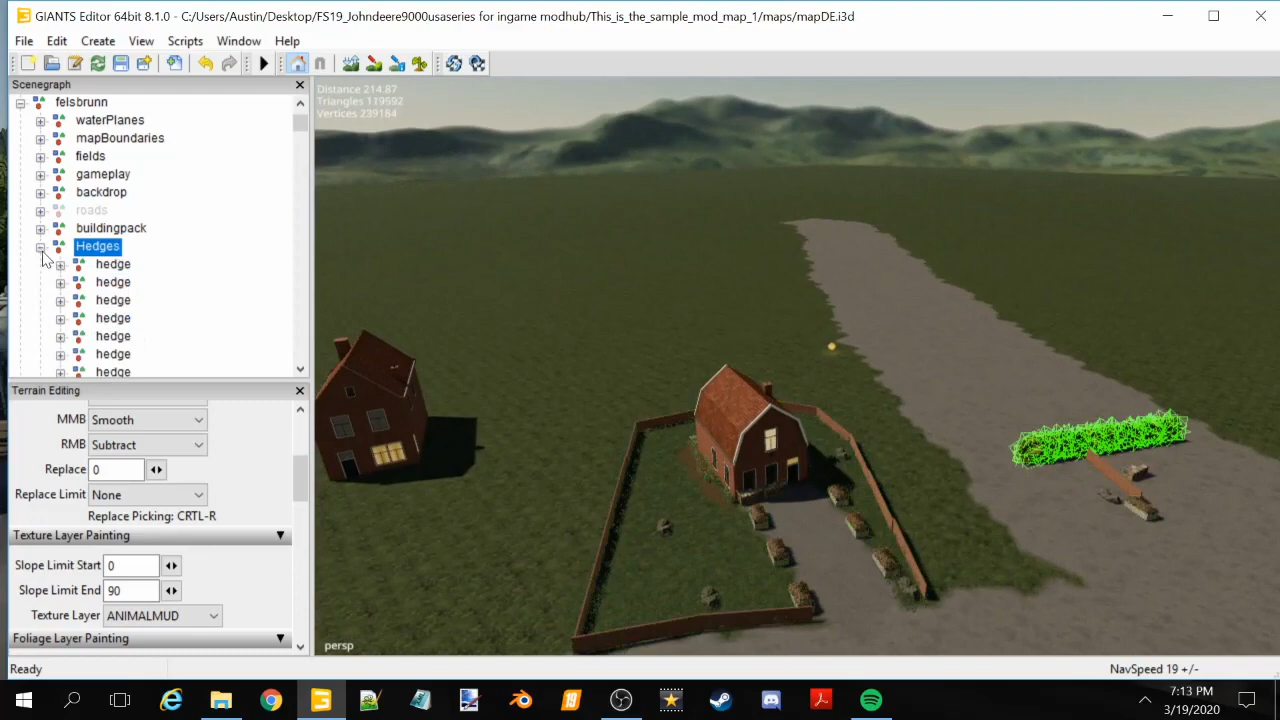 GIANTS Editor 64bit 8.1.0 - C:/Users/Austin/Desktop/FS19_Johndeere9000usaseries for ingame modhub/This_is_the_sample_mod_map_1/maps/mapDE.i3d
File Edit Create View Scripts Window Help
Scenegraph
felsbrunn
waterPlanes
mapBoundaries
fields
gameplay
backdrop
roads
buildingpack
Hedges
hedge
hedge
hedge
hedge
hedge
hedge
hedge
Distance 214.87
Triangles 119592
Vertices 239184
persp
Terrain Editing
MMB Smooth
RMB Subtract
Replace 0
Replace Limit None
Replace Picking: CRTL-R
Texture Layer Painting
Slope Limit Start 0
Slope Limit End 90
Texture Layer ANIMALMUD
Foliage Layer Painting
Ready
NavSpeed 19 +/-
7:13 PM
3/19/2020